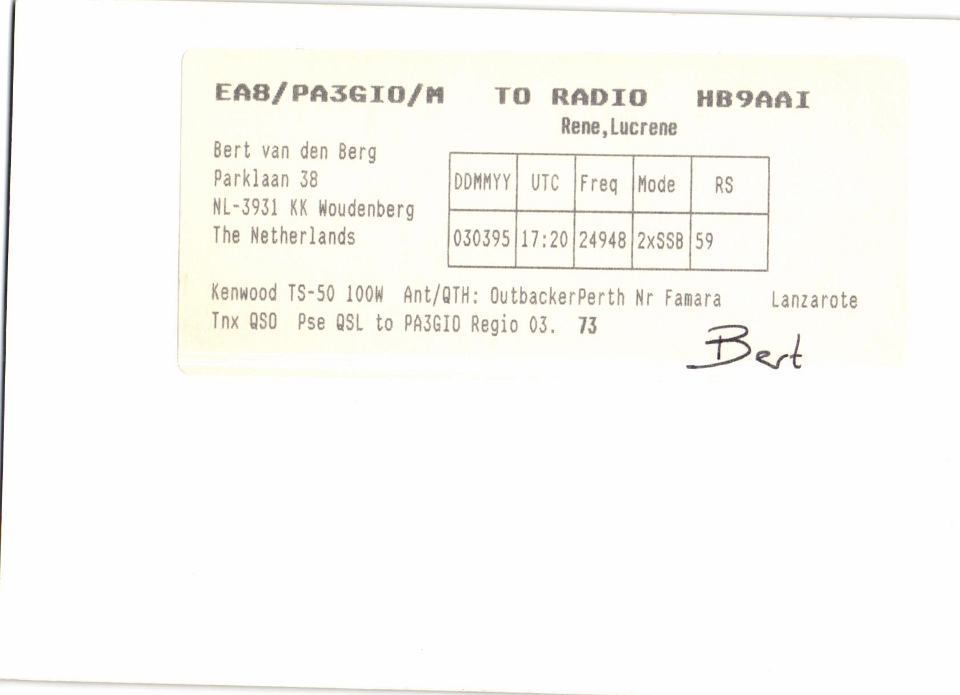 EA8/PA3GIO/M TO RADIO HB9AAI
Rene,Lucrene
Bert van den Berg
Parklaan 38
NL-3931 KK Woudenberg
The Netherlands
DDMMYY UTC Freq Mode RS
030395 17:20 24948 2xSSB 59
Kenwood TS-50 100W Ant/QTH: OutbackerPerth Nr Famara Lanzarote
Tnx QSO Pse QSL to PA3GIO Regio 03. 73
Bert